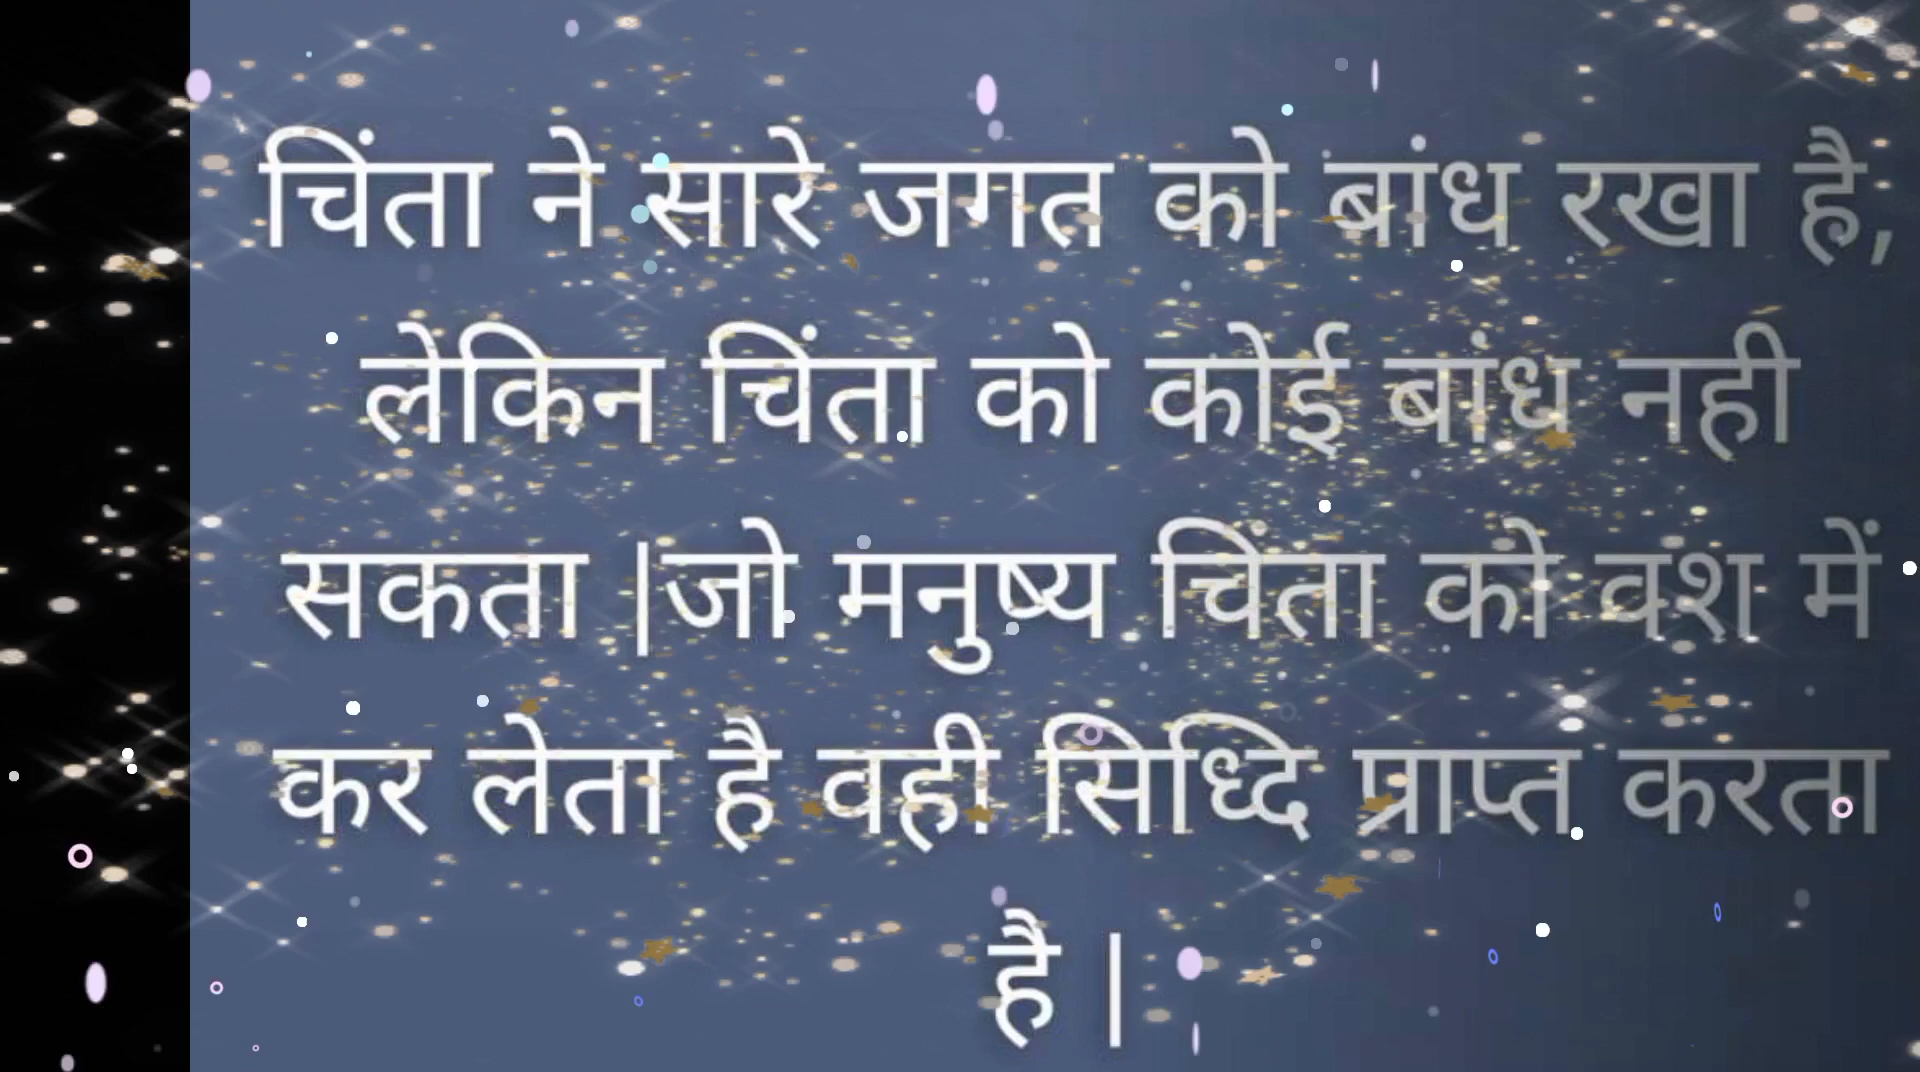 चिंता ने सारे जगत को बांध रखा है,
लेकिन चिंता को कोई बांध नही
सकता |जो मनुष्य चिंता को वश में
कर लेता है वही सिध्दि प्राप्त करता
है |